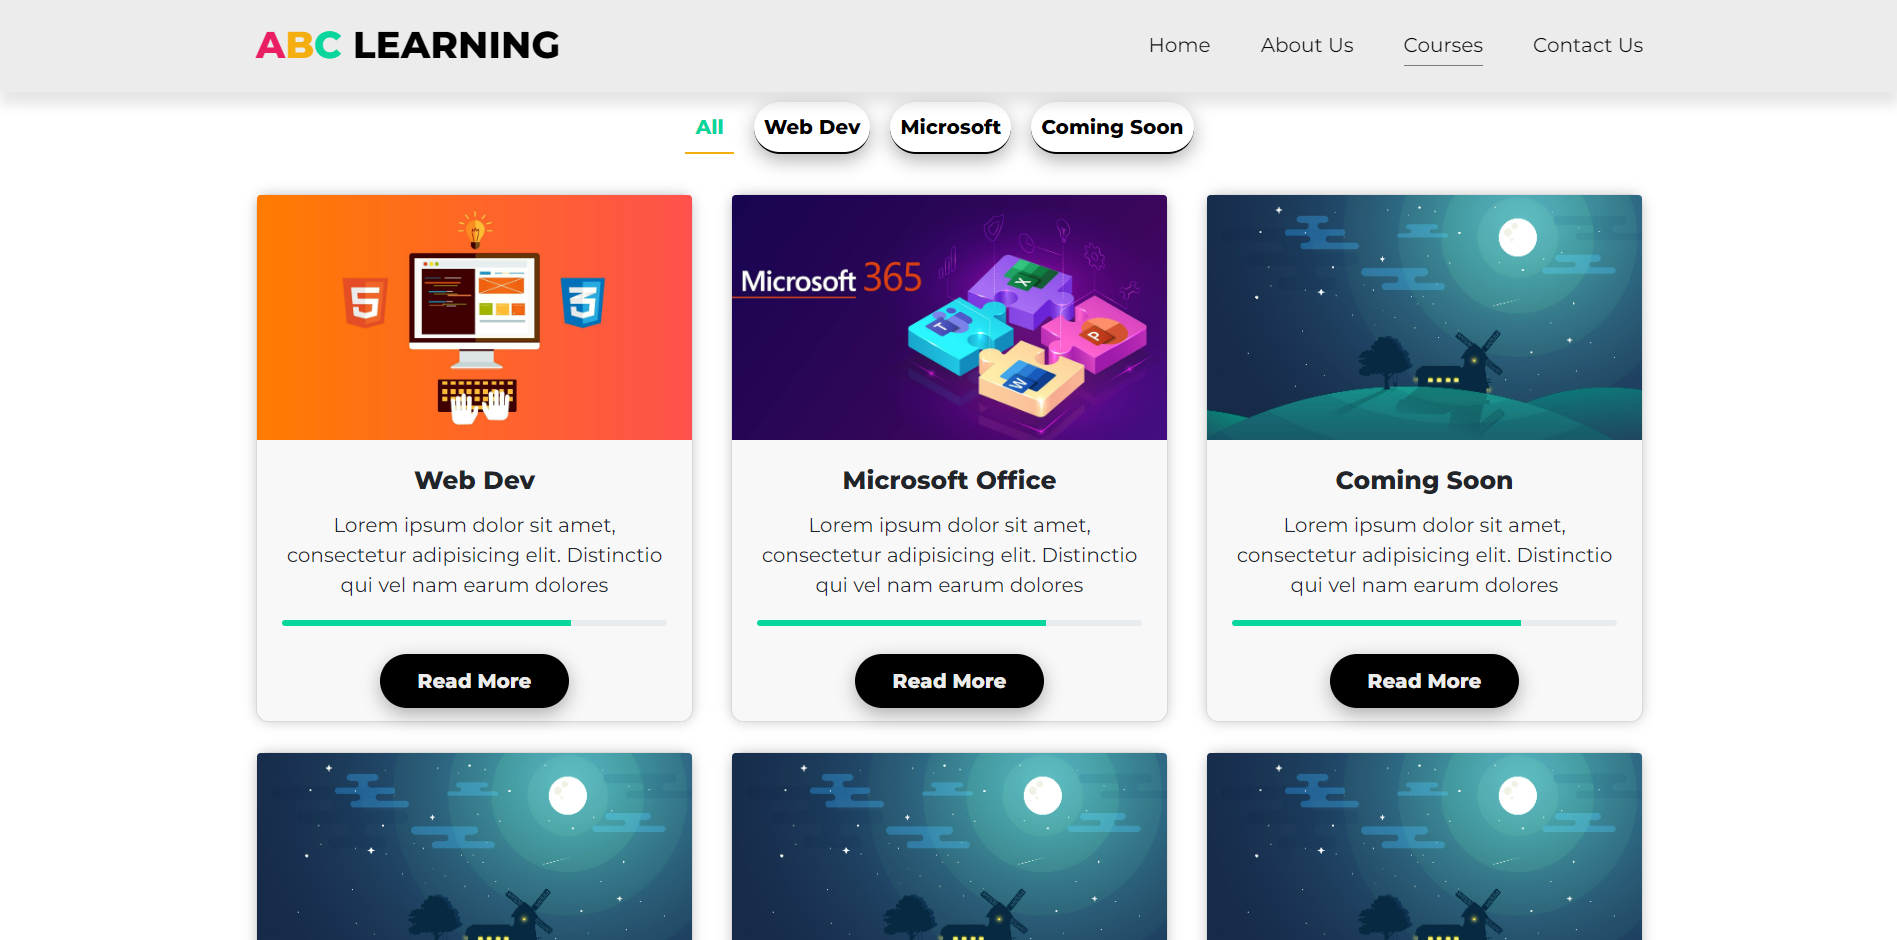 ABC LEARNING
Home About Us Courses Contact Us
All Web Dev Microsoft Coming Soon
5
3
Microsoft 365
X
T
P
W
Web Dev
Lorem ipsum dolor sit amet,
consectetur adipisicing elit. Distinctio
qui vel nam earum dolores
Read More
Microsoft Office
Lorem ipsum dolor sit amet,
consectetur adipisicing elit. Distinctio
qui vel nam earum dolores
Read More
Coming Soon
Lorem ipsum dolor sit amet,
consectetur adipisicing elit. Distinctio
qui vel nam earum dolores
Read More